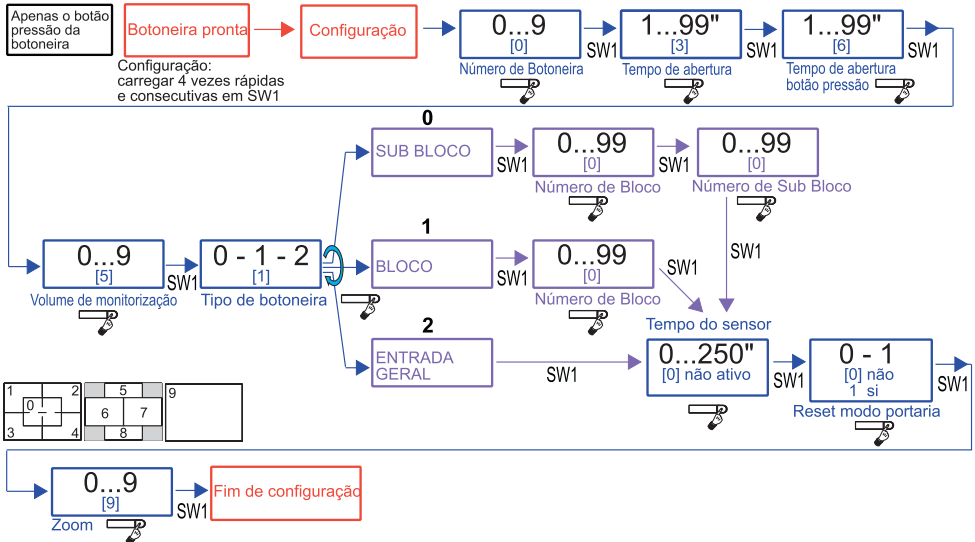 Apenas o botão
pressão da
botoneira
Botoneira pronta
Configuração
Configuração:
carregar 4 vezes rápidas
e consecutivas em SW1
0...9
[0]
Número de Botoneira
SW1
1...99"
[3]
Tempo de abertura
SW1
1...99"
[6]
Tempo de abertura
botão pressão
SW1
0
SUB BLOCO
SW1
0...99
[0]
Número de Bloco
SW1
0...99
[0]
Número de Sub Bloco
SW1
0...9
[5]
Volume de monitorização
SW1
0 - 1 - 2
[1]
Tipo de botoneira
1
BLOCO
SW1
0...99
[0]
Número de Bloco
SW1
2
ENTRADA
GERAL
SW1
Tempo do sensor
0...250"
[0] não ativo
SW1
0 - 1
[0] não
1 si
Reset modo portaria
SW1
1
2
0
3
4
5
6
7
8
9
0...9
[9]
Zoom
SW1
Fim de configuração